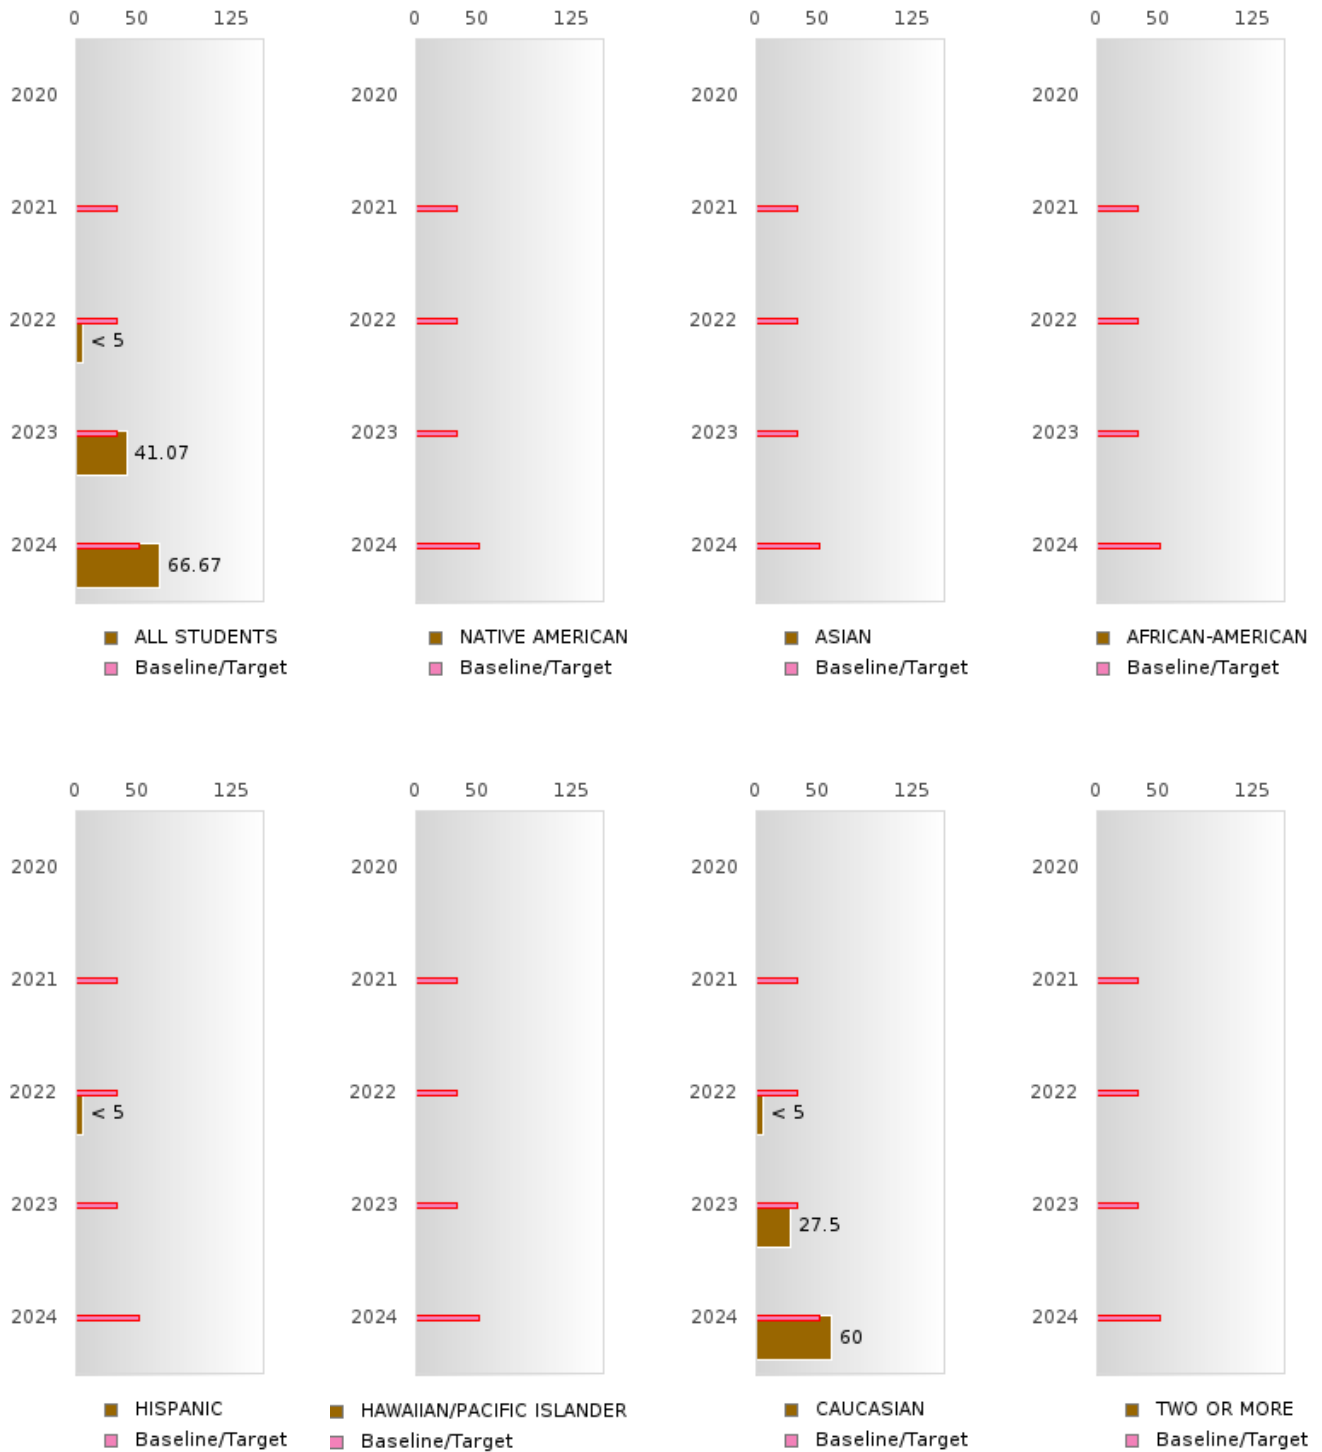 0 50 125 0 50 125 0 50 125 0 50 125
2020 2020 2020 2020
2021 2021 2021 2021
2022 2022 2022 2022
< 5
2023 2023 2023 2023
41.07
2024 2024 2024 2024
66.67
ALL STUDENTS NATIVE AMERICAN ASIAN AFRICAN-AMERICAN
Baseline/Target Baseline/Target Baseline/Target Baseline/Target
0 50 125 0 50 125 0 50 125 0 50 125
2020 2020 2020 2020
2021 2021 2021 2021
2022 2022 2022 2022
< 5 < 5
2023 2023 2023 2023
27.5
2024 2024 2024 2024
60
HISPANIC HAWAIIAN/PACIFIC ISLANDER CAUCASIAN TWO OR MORE
Baseline/Target Baseline/Target Baseline/Target Baseline/Target